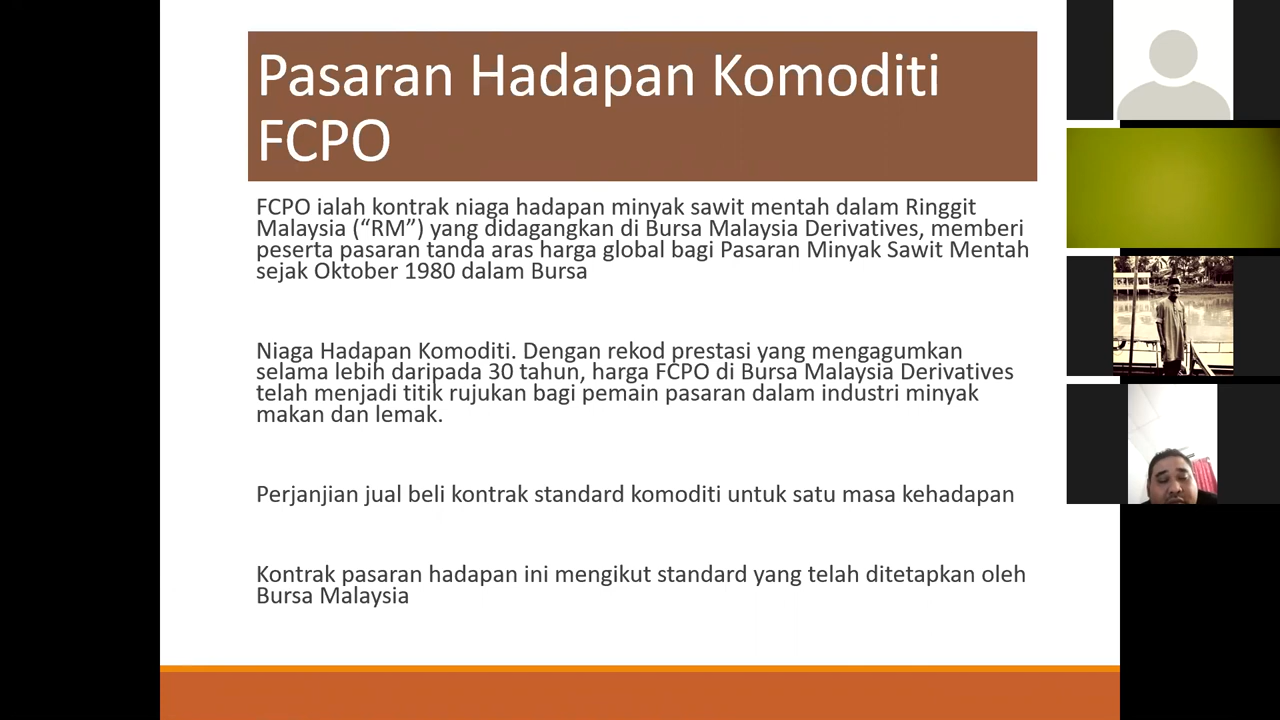 Pasaran Hadapan Komoditi
FCPO
FCPO ialah kontrak niaga hadapan minyak sawit mentah dalam Ringgit
Malaysia (“RM”) yang didagangkan di Bursa Malaysia Derivatives, memberi
peserta pasaran tanda aras harga global bagi Pasaran Minyak Sawit Mentah
sejak Oktober 1980 dalam Bursa
Niaga Hadapan Komoditi. Dengan rekod prestasi yang mengagumkan
selama lebih daripada 30 tahun, harga FCPO di Bursa Malaysia Derivatives
telah menjadi titik rujukan bagi pemain pasaran dalam industri minyak
makan dan lemak.
Perjanjian jual beli kontrak standard komoditi untuk satu masa kehadapan
Kontrak pasaran hadapan ini mengikut standard yang telah ditetapkan oleh
Bursa Malaysia